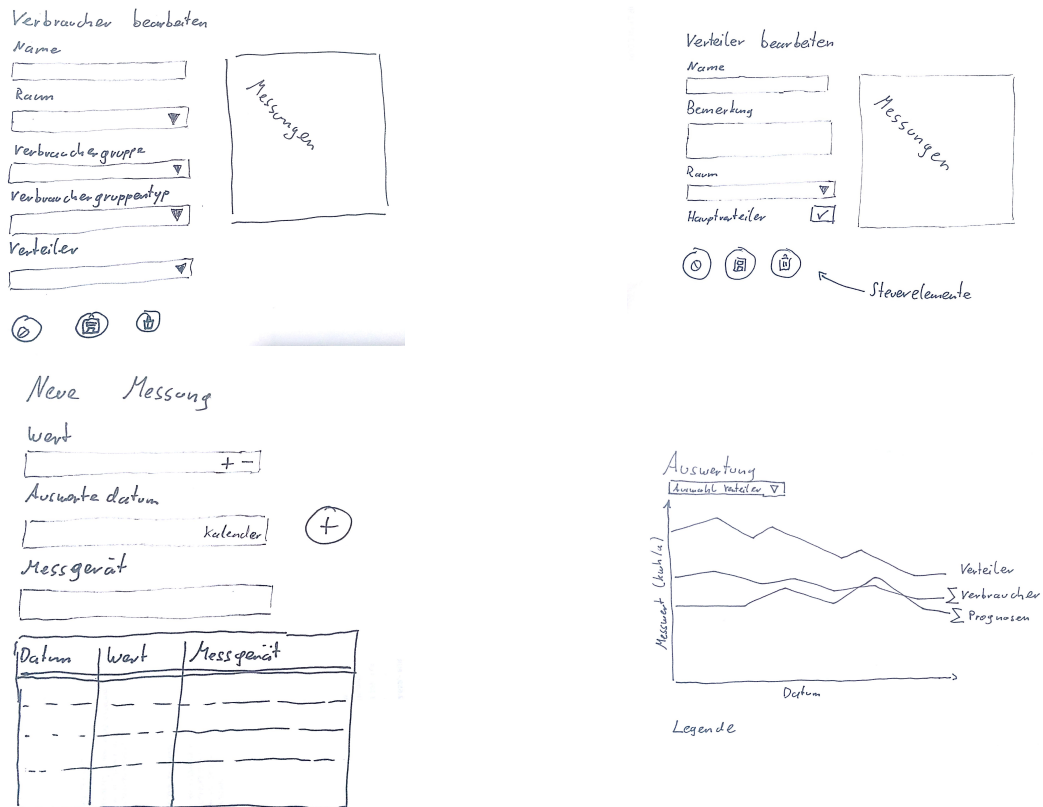 Verbraucher bearbeiten
Name
Raum
Verbrauchergruppe
Verbrauchergruppentyp
Verteiler
Messungen
Verteiler bearbeiten
Name
Bemerkung
Raum
Hauptverteiler
Messungen
Steuerelemente
Neue Messung
Wert
+ −
Auswertedatum
Kalender
+
Messgerät
Datum Wert Messgerät
Auswertung
Auswahl Verteiler
Messwert (kwh/a)
Verteiler
∑ Verbraucher
∑ Prognosen
Datum
Legende